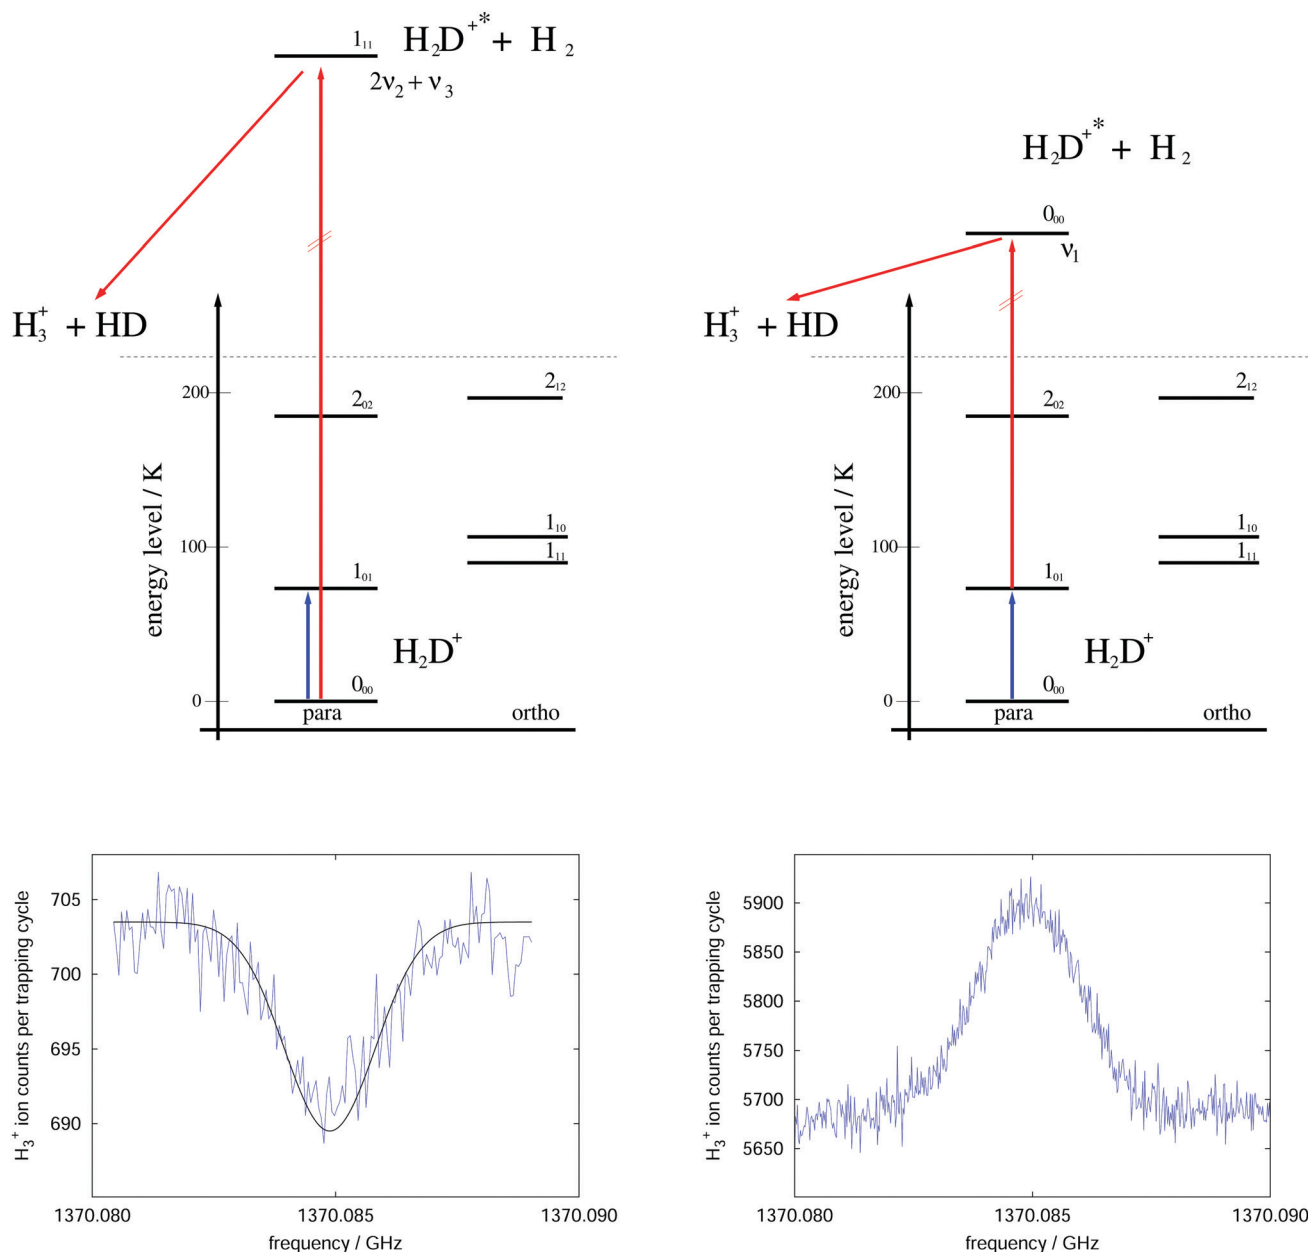 1₁₁ H₂D⁺* + H₂
2ν₂ + ν₃
H₃⁺ + HD
200
2₀₂
2₁₂
energy level / K
100
1₁₀
1₁₁
1₀₁
H₂D⁺
0
0₀₀
para
ortho
H₂D⁺* + H₂
0₀₀
ν₁
H₃⁺ + HD
200
2₀₂
2₁₂
energy level / K
100
1₁₀
1₁₁
1₀₁
H₂D⁺
0
0₀₀
para
ortho
H₃⁺ ion counts per trapping cycle
705
700
695
690
1370.080
1370.085
1370.090
frequency / GHz
H₃⁺ ion counts per trapping cycle
5900
5850
5800
5750
5700
5650
5600
1370.080
1370.085
1370.090
frequency / GHz